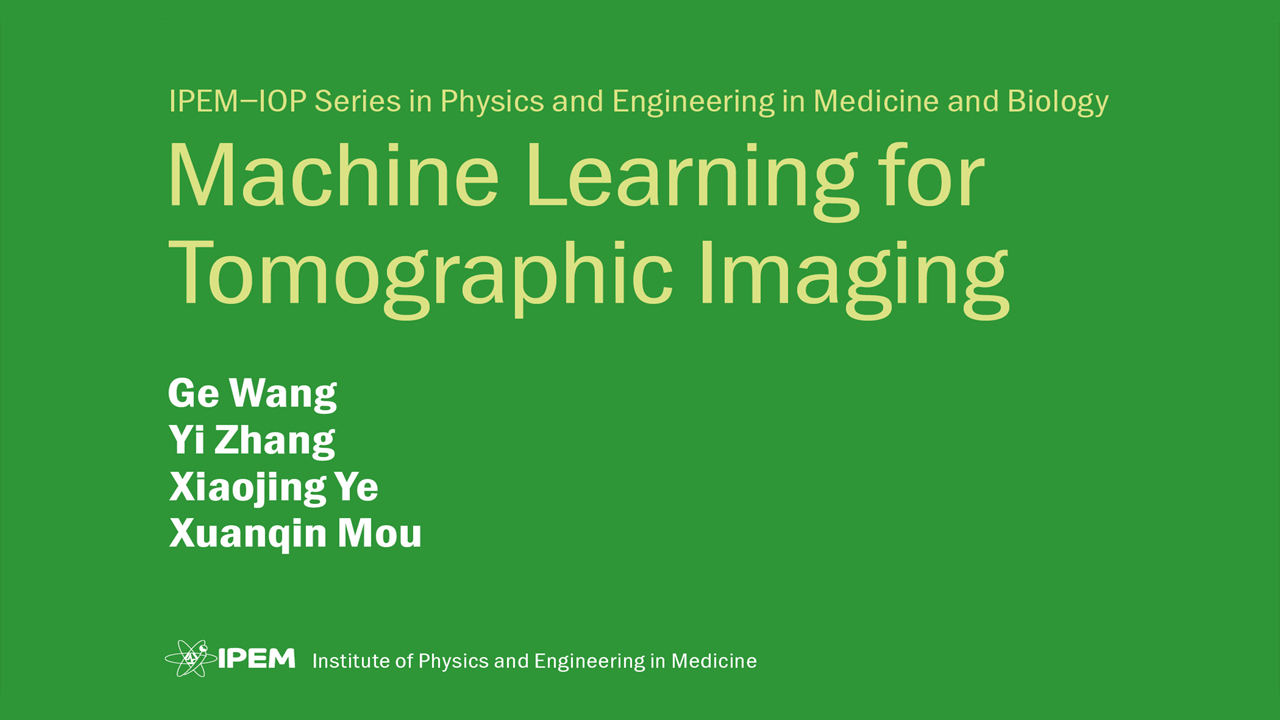 IPEM–IOP Series in Physics and Engineering in Medicine and Biology
Machine Learning for
Tomographic Imaging
Ge Wang
Yi Zhang
Xiaojing Ye
Xuanqin Mou
IPEM Institute of Physics and Engineering in Medicine